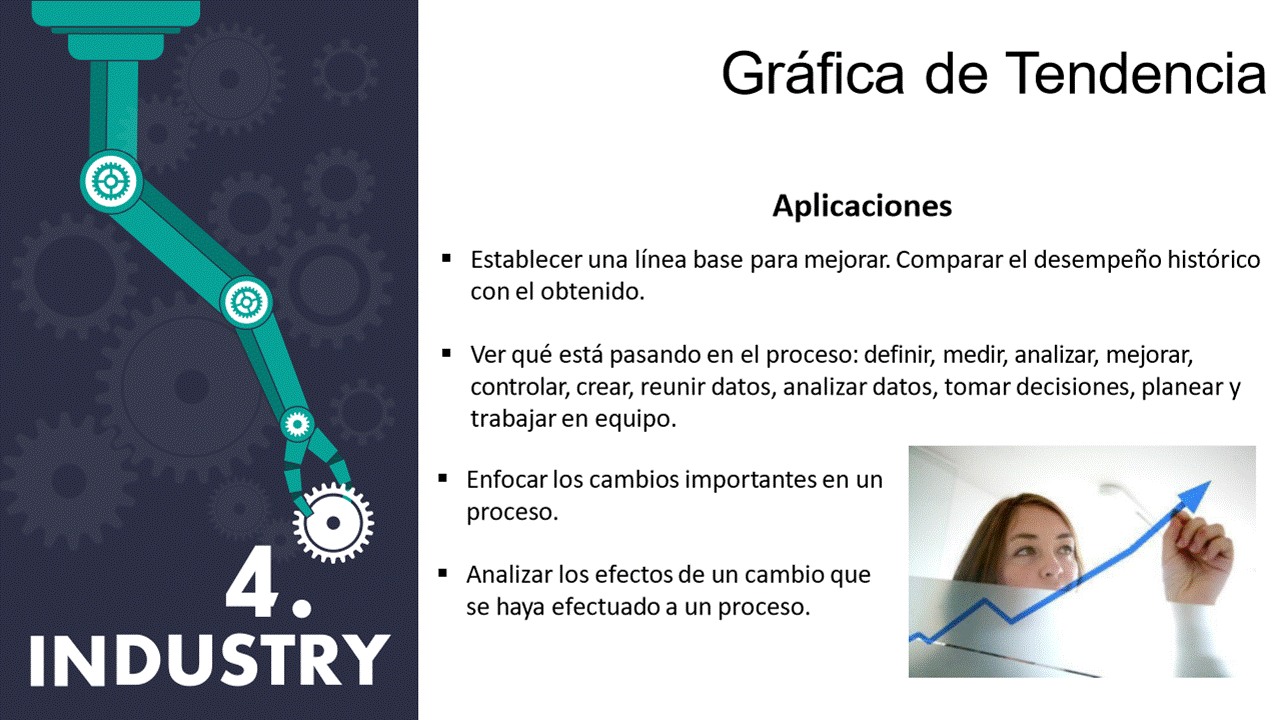 Gráfica de Tendencia
Aplicaciones
▪ Establecer una línea base para mejorar. Comparar el desempeño histórico
con el obtenido.
▪ Ver qué está pasando en el proceso: definir, medir, analizar, mejorar,
controlar, crear, reunir datos, analizar datos, tomar decisiones, planear y
trabajar en equipo.
▪ Enfocar los cambios importantes en un
proceso.
▪ Analizar los efectos de un cambio que
se haya efectuado a un proceso.
4.
INDUSTRY